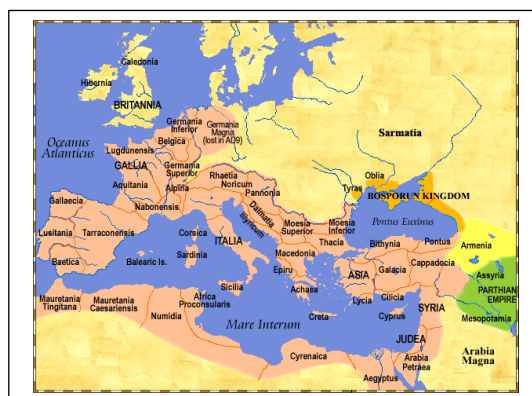 Caledonia
Hibernia
BRITANNIA
Oceanus
Atlanticus
Germania
Inferior
Germania
Magna
(lost in AD9)
Belgica
Lugdunensis
GALLIA
Germania
Superior
Aquitania
Alpina
Nabonensis
Rhaetia
Noricum
Pannonia
Sarmatia
Oblia
Tyras
BOSPORUN KINGDOM
Pontus Euxinus
Gallaccia
Lusitania
Tarraconensis
Baetica
Balearic Is.
Corsica
Sardinia
ITALIA
Sicilia
Dalmatia
Illyricum
Moesia
Superior
Moesia
Inferior
Thacia
Macedonia
Epiru
Achaea
Creta
Bithynia
Pontus
Armenia
ASIA
Galacia
Cappadocia
Lycia
Cilicia
Cyprus
SYRIA
Assyria
PARTHIAN
EMPIRE
Mesopotamia
JUDEA
Arabia
Petraea
Arabia
Magna
Mauretania
Tingitana
Mauretania
Caesariensis
Numidia
Africa
Proconsularis
Mare Interum
Cyrenaica
Aegyptus